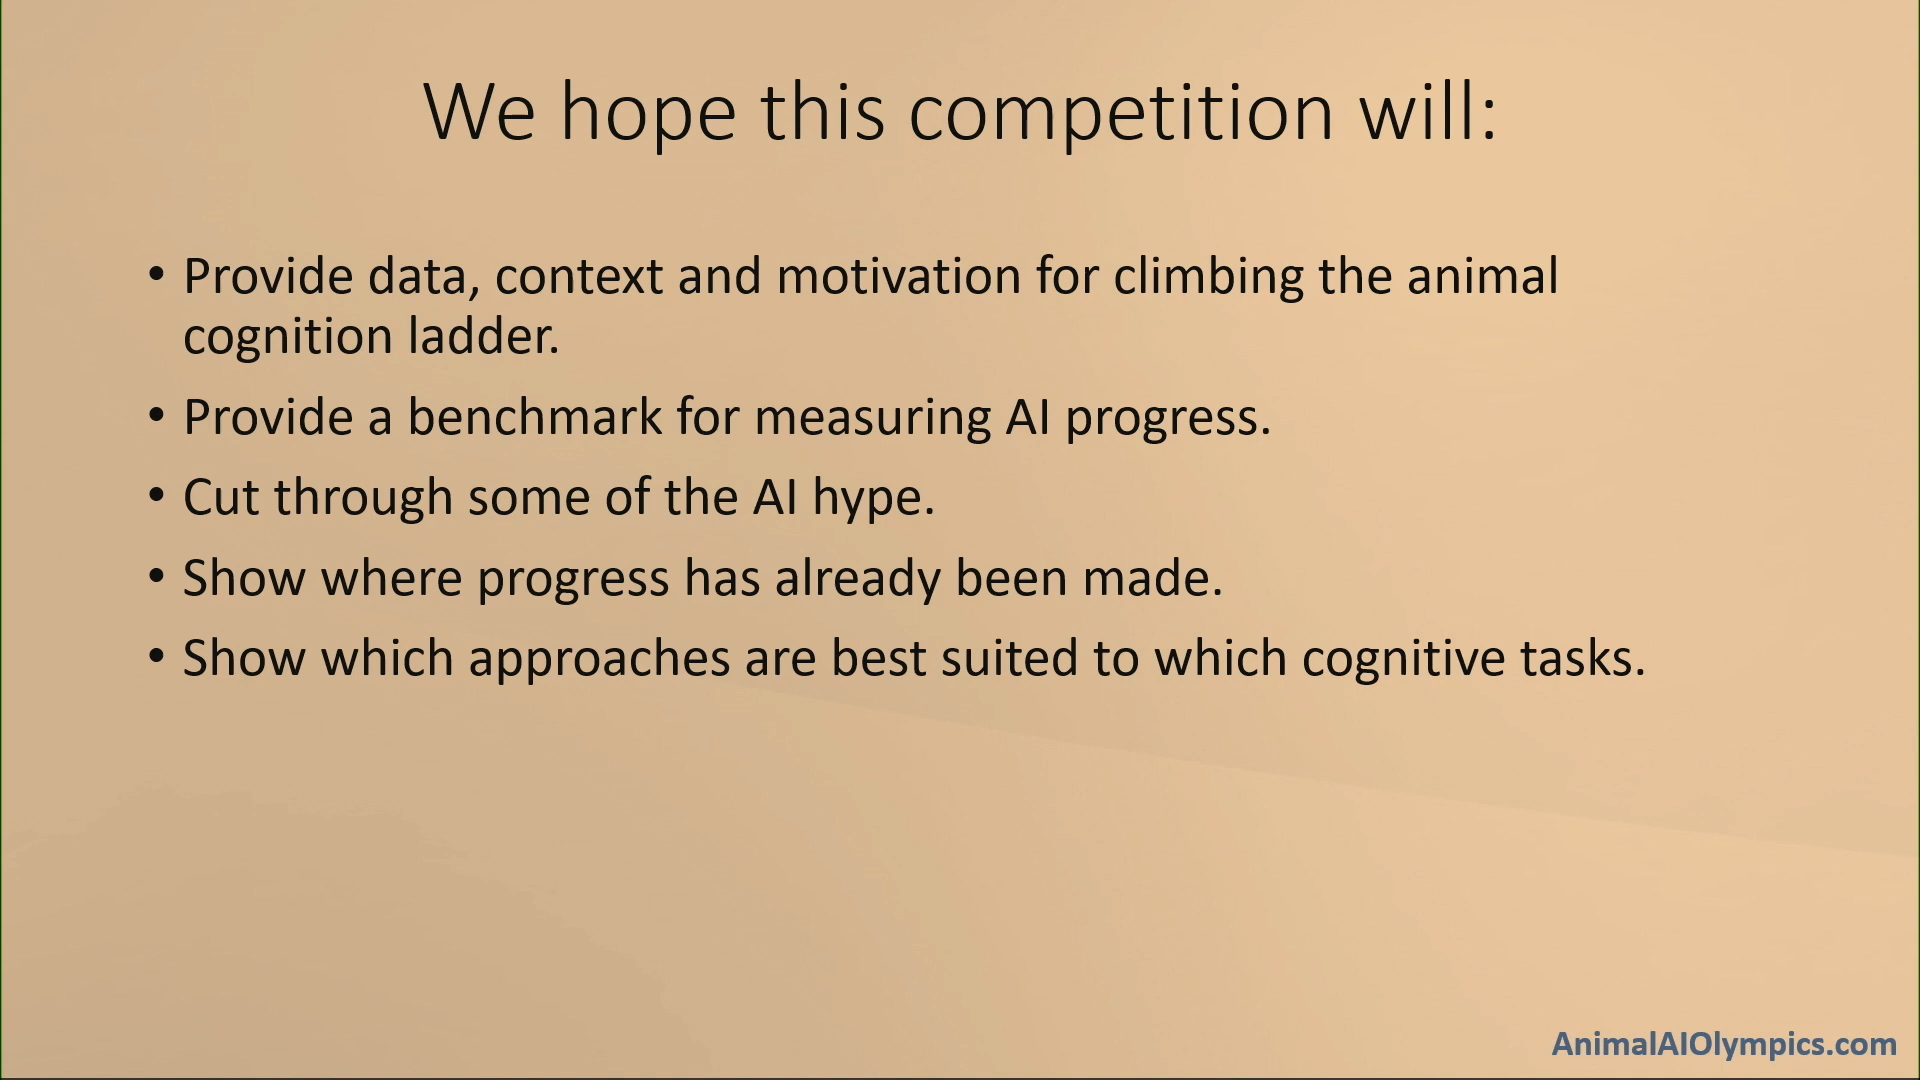 We hope this competition will:
• Provide data, context and motivation for climbing the animal
cognition ladder.
• Provide a benchmark for measuring AI progress.
• Cut through some of the AI hype.
• Show where progress has already been made.
• Show which approaches are best suited to which cognitive tasks.
AnimalAIOlympics.com